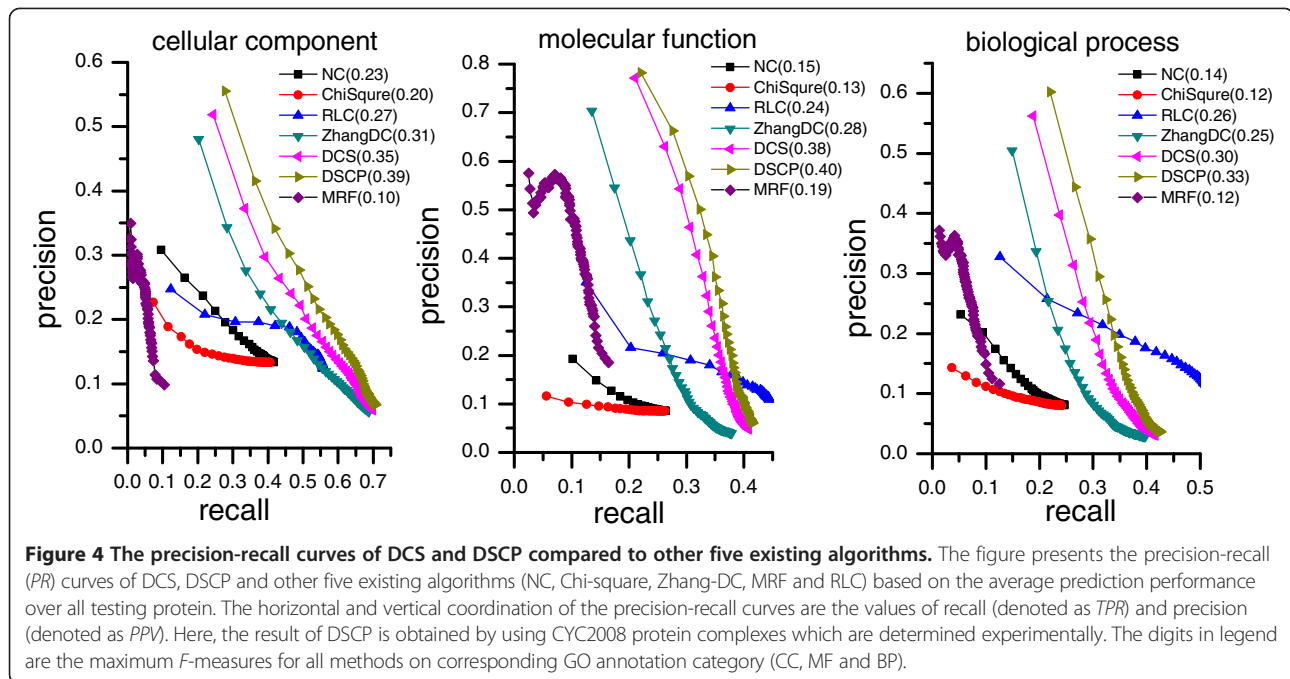 cellular component
0.6
0.5
0.4
0.3
0.2
0.1
0.0
precision
NC(0.23)
ChiSqure(0.20)
RLC(0.27)
ZhangDC(0.31)
DCS(0.35)
DSCP(0.39)
MRF(0.10)
0.0 0.1 0.2 0.3 0.4 0.5 0.6 0.7
recall
molecular function
0.8
0.7
0.6
0.5
0.4
0.3
0.2
0.1
0.0
precision
NC(0.15)
ChiSqure(0.13)
RLC(0.24)
ZhangDC(0.28)
DCS(0.38)
DSCP(0.40)
MRF(0.19)
0.0 0.1 0.2 0.3 0.4
recall
biological process
0.6
0.5
0.4
0.3
0.2
0.1
0.0
precision
NC(0.14)
ChiSqure(0.12)
RLC(0.26)
ZhangDC(0.25)
DCS(0.30)
DSCP(0.33)
MRF(0.12)
0.0 0.1 0.2 0.3 0.4 0.5
recall
Figure 4 The precision-recall curves of DCS and DSCP compared to other five existing algorithms. The figure presents the precision-recall
(PR) curves of DCS, DSCP and other five existing algorithms (NC, Chi-square, Zhang-DC, MRF and RLC) based on the average prediction performance
over all testing protein. The horizontal and vertical coordination of the precision-recall curves are the values of recall (denoted as TPR) and precision
(denoted as PPV). Here, the result of DSCP is obtained by using CYC2008 protein complexes which are determined experimentally. The digits in legend
are the maximum F-measures for all methods on corresponding GO annotation category (CC, MF and BP).